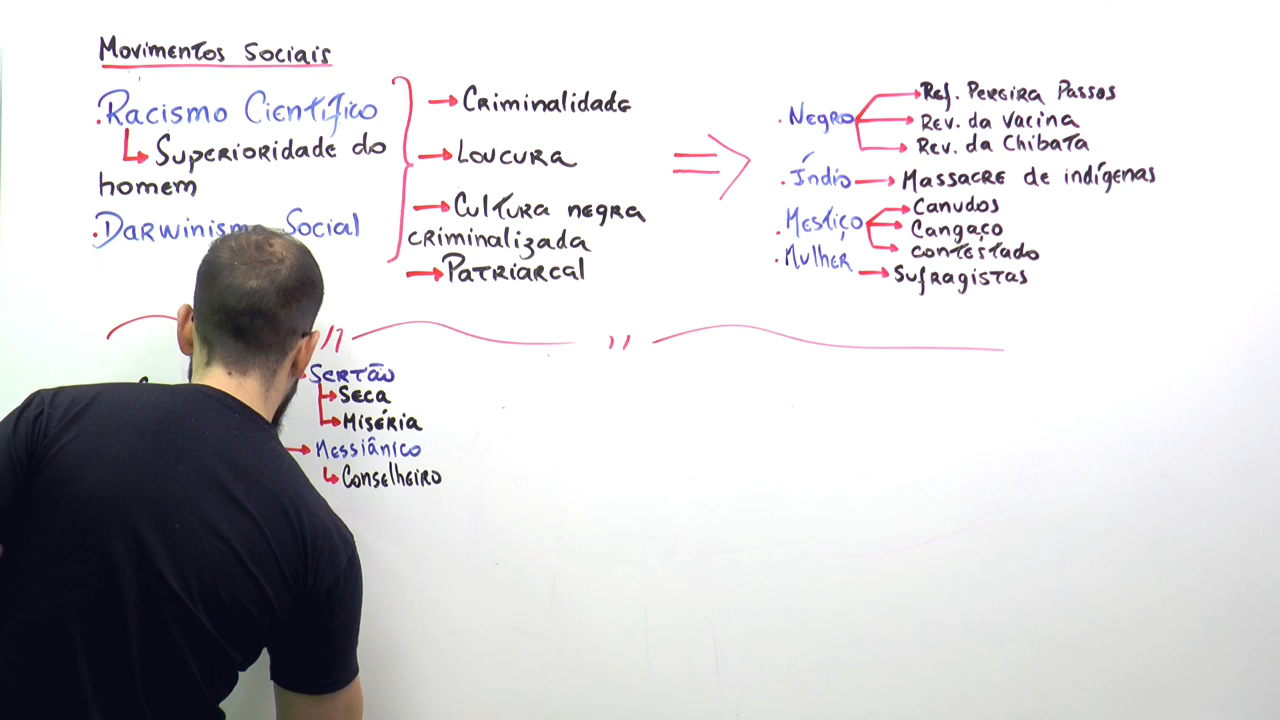 Movimentos Sociais
. Racismo Científico
Superioridade do
homem
. Darwinismo Social
Criminalidade
Loucura
Cultura negra
criminalizada
Patriarcal
. Negro
Ref. Pereira Passos
Rev. da Vacina
Rev. da Chibata
. Índio
Massacre de indígenas
. Mestiço
Canudos
Cangaço
contestado
. Mulher
Sufragistas
Sertão
Seca
Miséria
Messiânico
Conselheiro